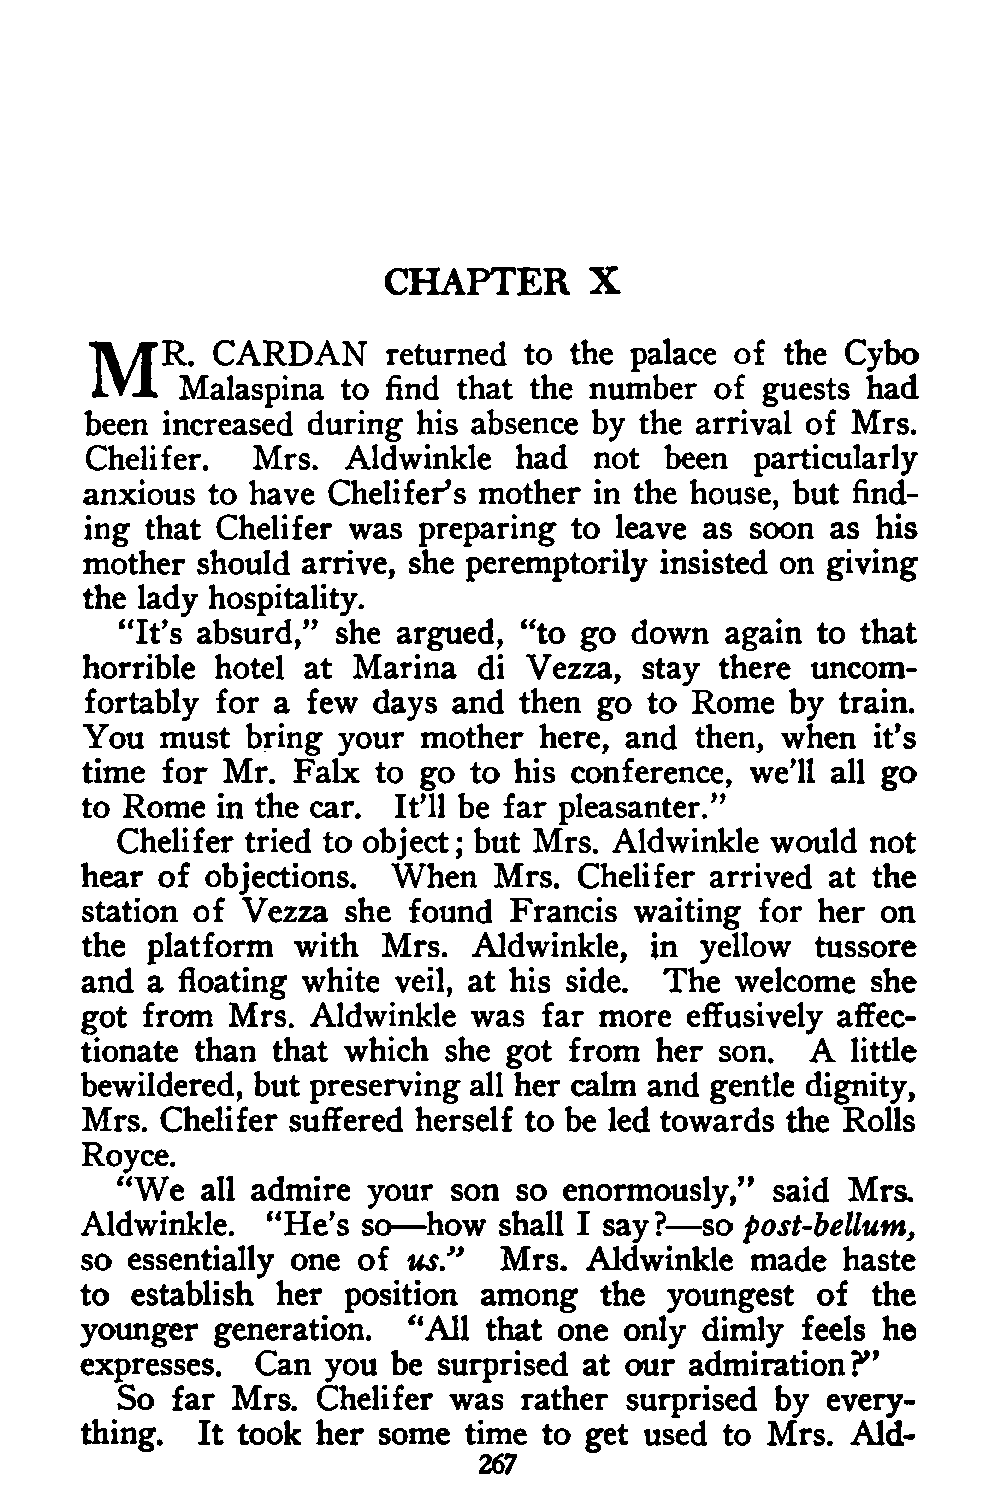 CHAPTER X
MR. CARDAN returned to the palace of the Cybo
Malaspina to find that the number of guests had
been increased during his absence by the arrival of Mrs.
Chelifer. Mrs. Aldwinkle had not been particularly
anxious to have Chelifer's mother in the house, but find-
ing that Chelifer was preparing to leave as soon as his
mother should arrive, she peremptorily insisted on giving
the lady hospitality.
"It's absurd," she argued, "to go down again to that
horrible hotel at Marina di Vezza, stay there uncom-
fortably for a few days and then go to Rome by train.
You must bring your mother here, and then, when it's
time for Mr. Falx to go to his conference, we'll all go
to Rome in the car. It'll be far pleasanter."
Chelifer tried to object; but Mrs. Aldwinkle would not
hear of objections. When Mrs. Chelifer arrived at the
station of Vezza she found Francis waiting for her on
the platform with Mrs. Aldwinkle, in yellow tussore
and a floating white veil, at his side. The welcome she
got from Mrs. Aldwinkle was far more effusively affec-
tionate than that which she got from her son. A little
bewildered, but preserving all her calm and gentle dignity,
Mrs. Chelifer suffered herself to be led towards the Rolls
Royce.
"We all admire your son so enormously," said Mrs.
Aldwinkle. "He's so—how shall I say?—so post-bellum,
so essentially one of us." Mrs. Aldwinkle made haste
to establish her position among the youngest of the
younger generation. "All that one only dimly feels he
expresses. Can you be surprised at our admiration?"
So far Mrs. Chelifer was rather surprised by every-
thing. It took her some time to get used to Mrs. Ald-
267